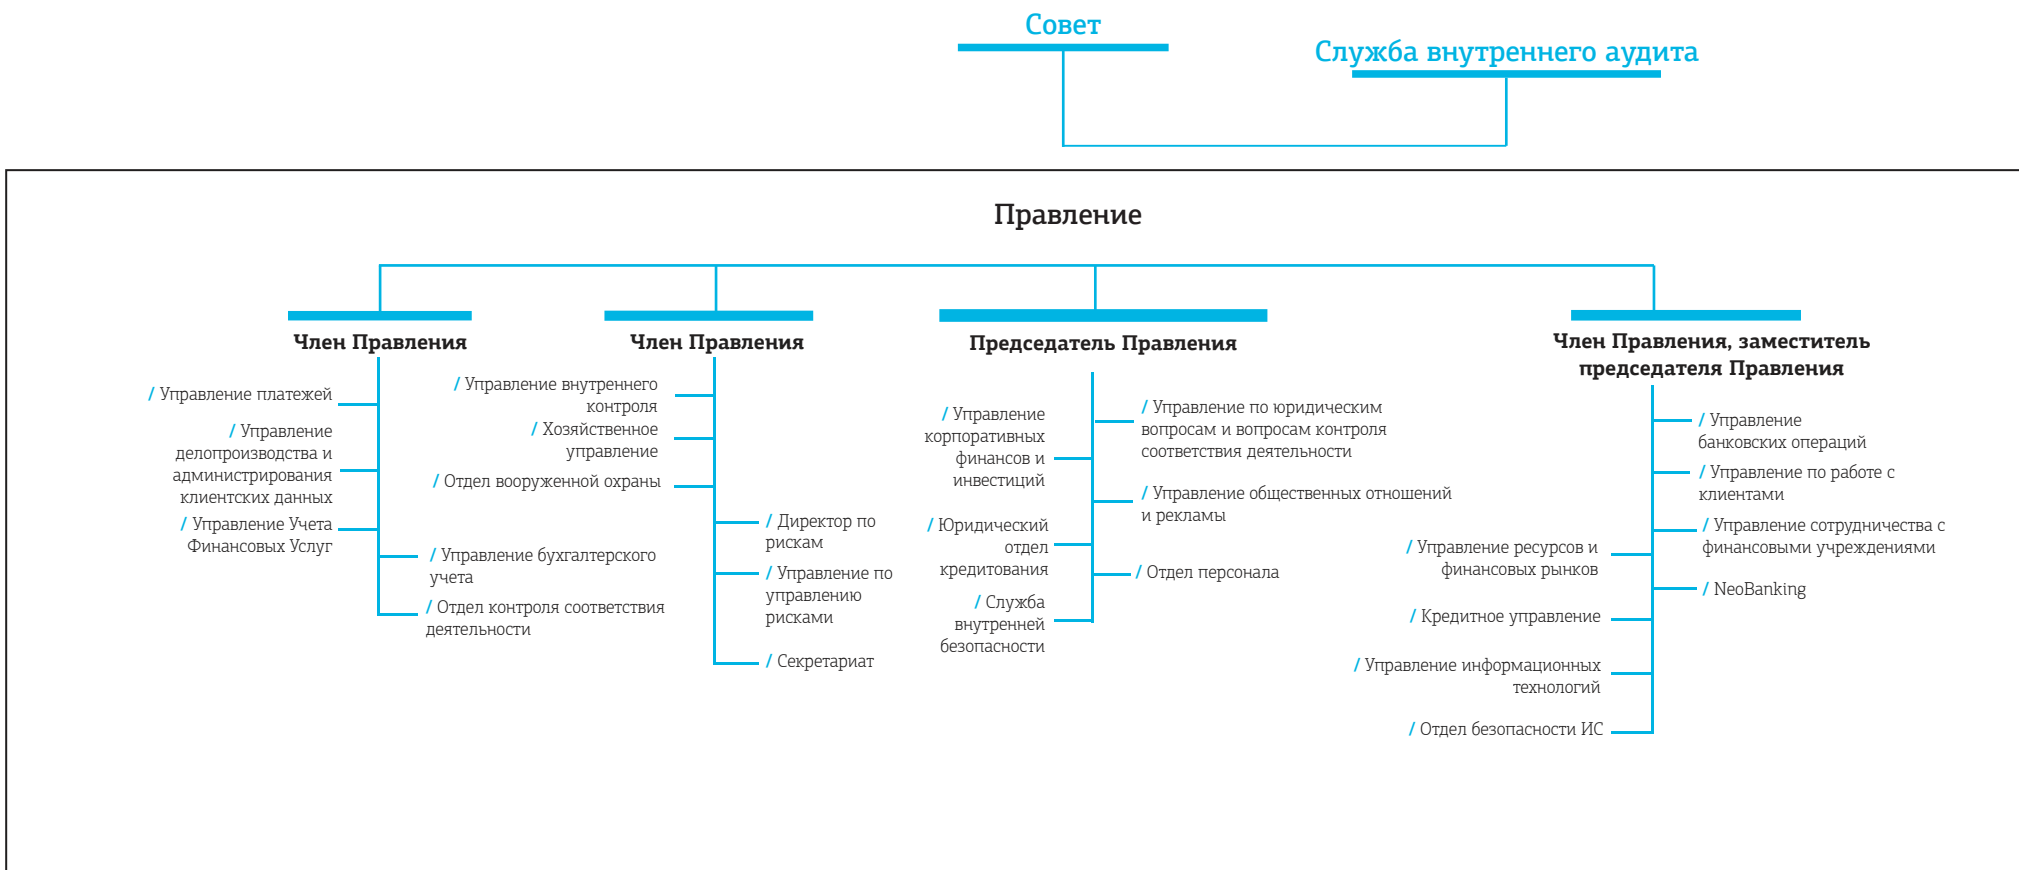 Совет
Служба внутреннего аудита
Правление
Член Правления
/ Управление платежей
/ Управление
делопроизводства и
администрирования
клиентских данных
/ Управление Учета
Финансовых Услуг
/ Управление бухгалтерского
учета
/ Отдел контроля соответствия
деятельности
Член Правления
/ Управление внутреннего
контроля
/ Хозяйственное
управление
/ Отдел вооруженной охраны
/ Директор по
рискам
/ Управление по
управлению
рисками
/ Секретариат
Председатель Правления
/ Управление
корпоративных
финансов и
инвестиций
/ Юридический
отдел
кредитования
/ Служба
внутренней
безопасности
/ Управление по юридическим
вопросам и вопросам контроля
соответствия деятельности
/ Управление общественных отношений
и рекламы
/ Отдел персонала
Член Правления, заместитель
председателя Правления
/ Управление ресурсов и
финансовых рынков
/ Кредитное управление
/ Управление информационных
технологий
/ Отдел безопасности ИС
/ Управление
банковских операций
/ Управление по работе с
клиентами
/ Управление сотрудничества с
финансовыми учреждениями
/ NeoBanking